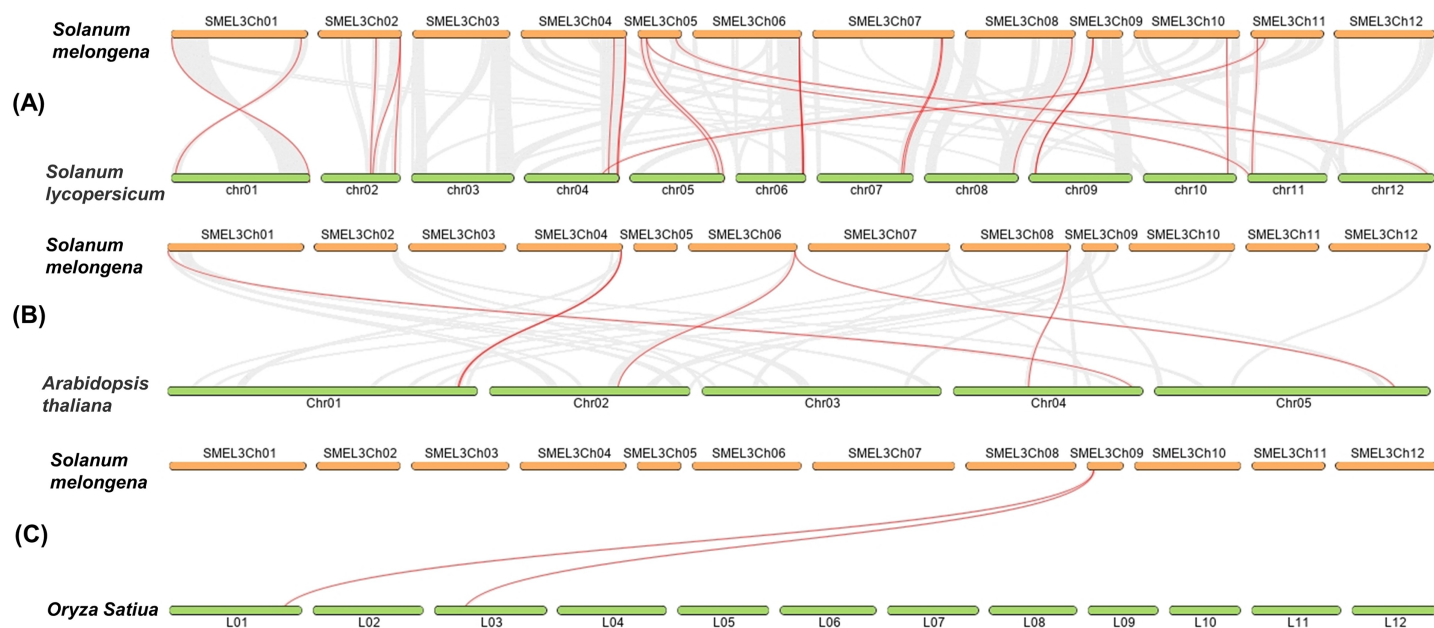 SMEL3Ch01 SMEL3Ch02 SMEL3Ch03 SMEL3Ch04 SMEL3Ch05 SMEL3Ch06 SMEL3Ch07 SMEL3Ch08 SMEL3Ch09 SMEL3Ch10 SMEL3Ch11 SMEL3Ch12
Solanum
melongena
(A)
Solanum
lycopersicum
chr01 chr02 chr03 chr04 chr05 chr06 chr07 chr08 chr09 chr10 chr11 chr12
SMEL3Ch01 SMEL3Ch02 SMEL3Ch03 SMEL3Ch04 SMEL3Ch05 SMEL3Ch06 SMEL3Ch07 SMEL3Ch08 SMEL3Ch09 SMEL3Ch10 SMEL3Ch11 SMEL3Ch12
Solanum
melongena
(B)
Arabidopsis
thaliana
Chr01 Chr02 Chr03 Chr04 Chr05
SMEL3Ch01 SMEL3Ch02 SMEL3Ch03 SMEL3Ch04 SMEL3Ch05 SMEL3Ch06 SMEL3Ch07 SMEL3Ch08 SMEL3Ch09 SMEL3Ch10 SMEL3Ch11 SMEL3Ch12
Solanum
melongena
(C)
Oryza Satiua
L01 L02 L03 L04 L05 L06 L07 L08 L09 L10 L11 L12